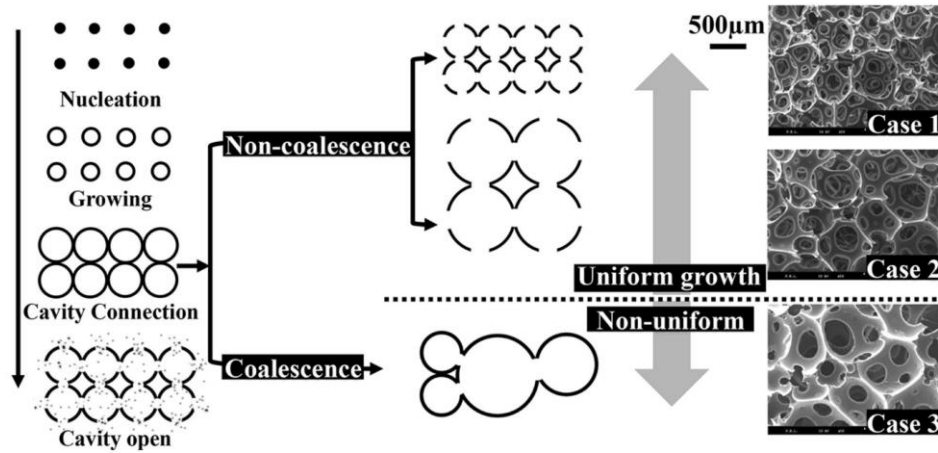 Nucleation
Growing
Cavity Connection
Cavity open
Non-coalescence
Coalescence
500μm
Uniform growth
Non-uniform
Case 1
Case 2
Case 3